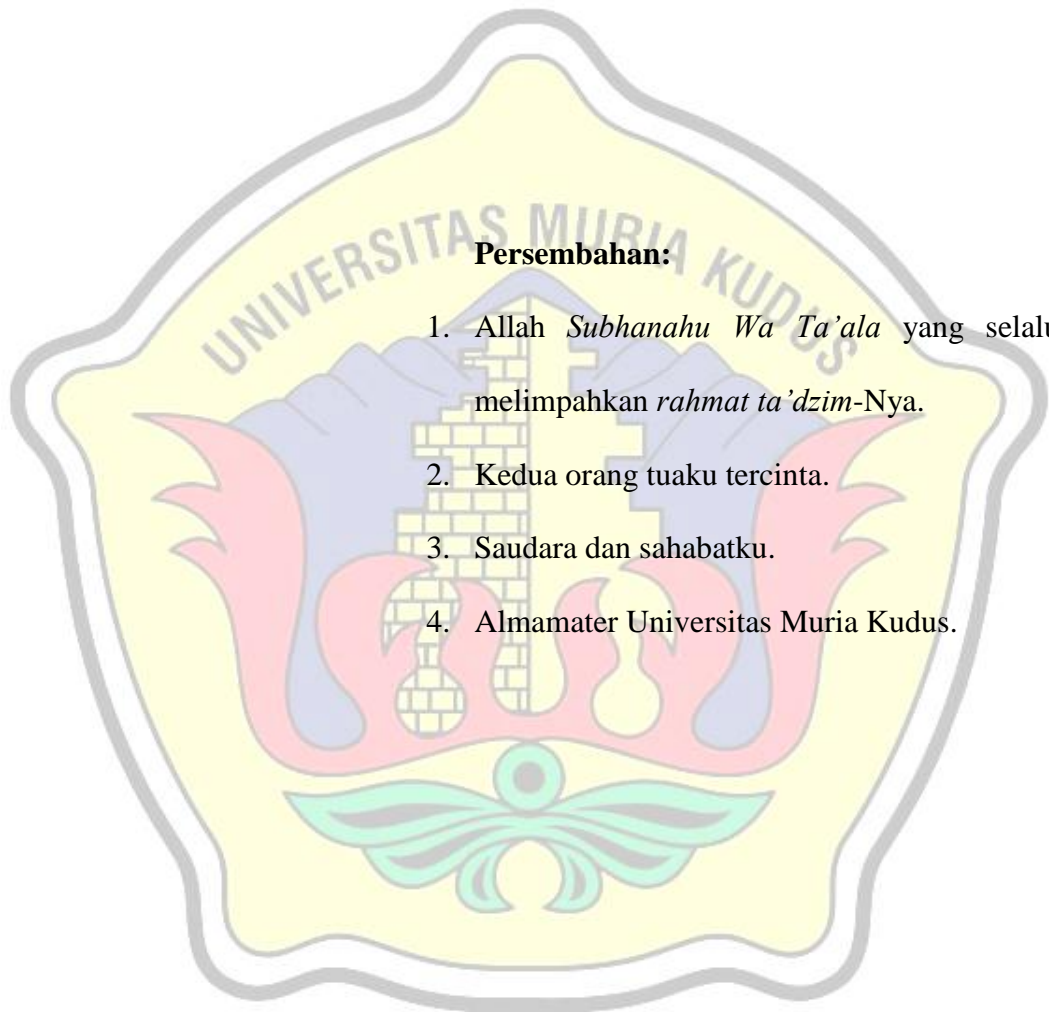 UNIVERSITAS MURIA KUDUS
Persembahan:
1. Allah Subhanahu Wa Ta’ala yang selalu
melimpahkan rahmat ta’dzim-Nya.
2. Kedua orang tuaku tercinta.
3. Saudara dan sahabatku.
4. Almamater Universitas Muria Kudus.